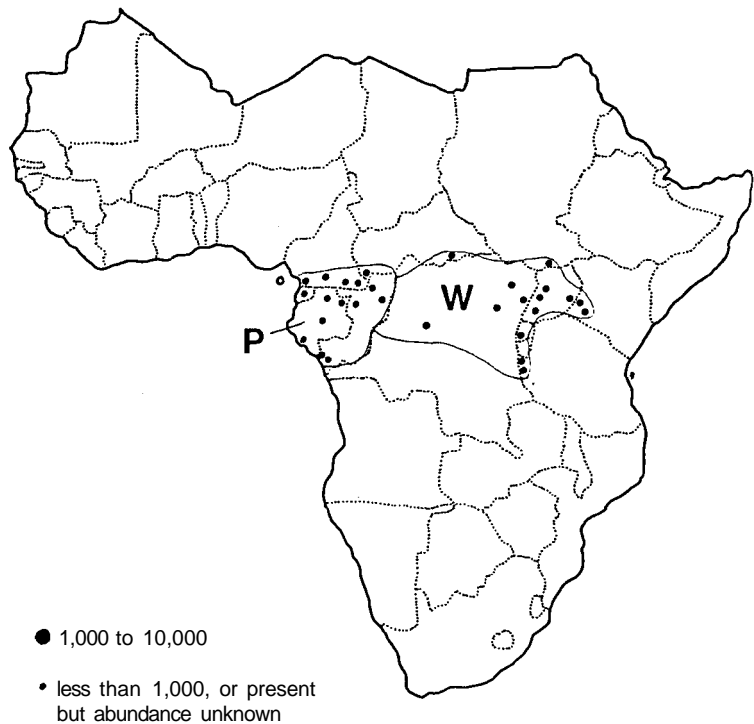 W
P
1,000 to 10,000
less than 1,000, or present
but abundance unknown